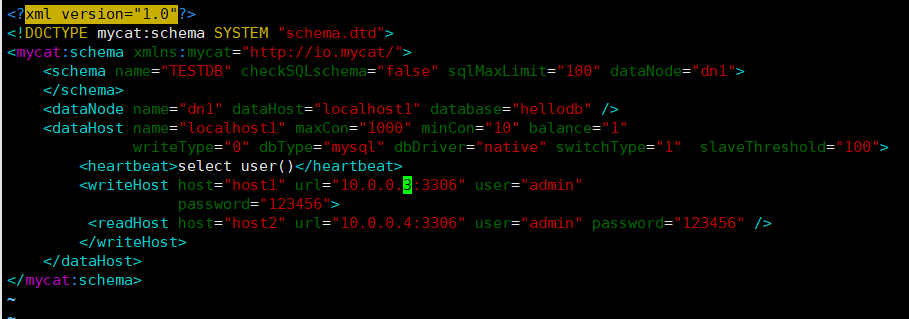 <?xml version="1.0"?>
<!DOCTYPE mycat:schema SYSTEM "schema.dtd">
<mycat:schema xmlns:mycat="http://io.mycat/">
    <schema name="TESTDB" checkSQLschema="false" sqlMaxLimit="100" dataNode="dn1">
    </schema>
    <dataNode name="dn1" dataHost="localhost1" database="hellodb" />
    <dataHost name="localhost1" maxCon="1000" minCon="10" balance="1"
              writeType="0" dbType="mysql" dbDriver="native" switchType="1"  slaveThreshold="100">
        <heartbeat>select user()</heartbeat>
        <writeHost host="host1" url="10.0.0.3:3306" user="admin"
                   password="123456">
         <readHost host="host2" url="10.0.0.4:3306" user="admin" password="123456" />
        </writeHost>
    </dataHost>
</mycat:schema>
~
~